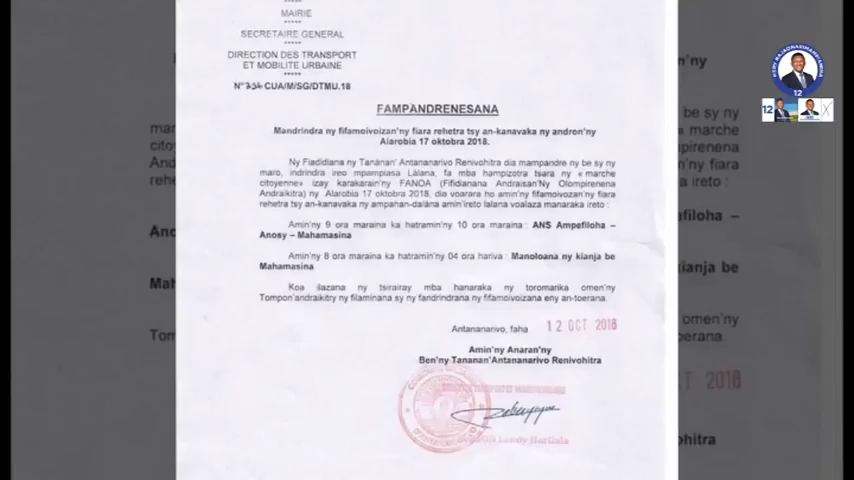 MAIRIE
*****
SECRETAIRE GENERAL
*****
DIRECTION DES TRANSPORT
ET MOBILITE URBAINE
*****
N° 734 CUA/M/SG/DTMU.18
FAMPANDRENESANA
Mandrindra ny fifamoivoizan'ny fiara rehetra tsy an-kanavaka ny andron'ny
Alarobia 17 oktobra 2018.
Ny Fiadidiana ny Tanànan' Antananarivo Renivohitra dia mampandre ny be sy ny
maro, indrindra ireo mpampiasa Làlana, fa mba hampizotra tsara ny « marche
citoyenne» izay karakarain'ny FANOA (Fifidianana Andraisan'Ny Olompirenena
Andraikitra) ny Alarobia 17 oktobra 2018, dia voarara ho amin'ny fifamoivozan'ny fiara
rehetra tsy an-kanavaka ny ampahan-dalàna amin'ireto lalana voalaza manaraka ireto :
Amin'ny 9 ora maraina ka hatramin'ny 10 ora maraina : ANS Ampefiloha –
Anosy – Mahamasina
Amin'ny 8 ora maraina ka hatramin'ny 04 ora hariva : Manoloana ny kianja be
Mahamasina
Koa ilazana ny tsirairay mba hanaraka ny toromarika omen'ny
Tompon'andraikitry ny filaminana sy ny fandrindrana ny fifamoivoizana eny an-toerana.
Antananarivo, faha 12 OCT 2018
Amin'ny Anaran'ny
Ben'ny Tananan'Antananarivo Renivohitra
12
12